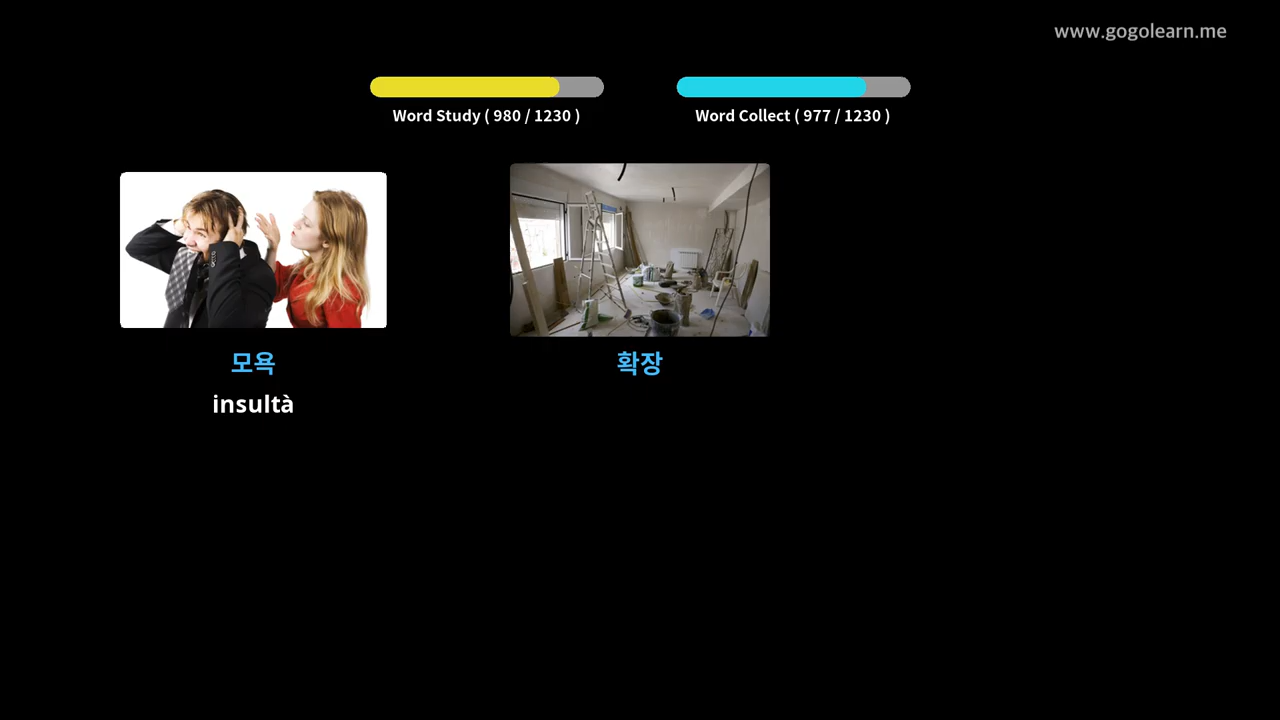 www.gogolearn.me
Word Study ( 980 / 1230 )
Word Collect ( 977 / 1230 )
모욕
insultà
확장